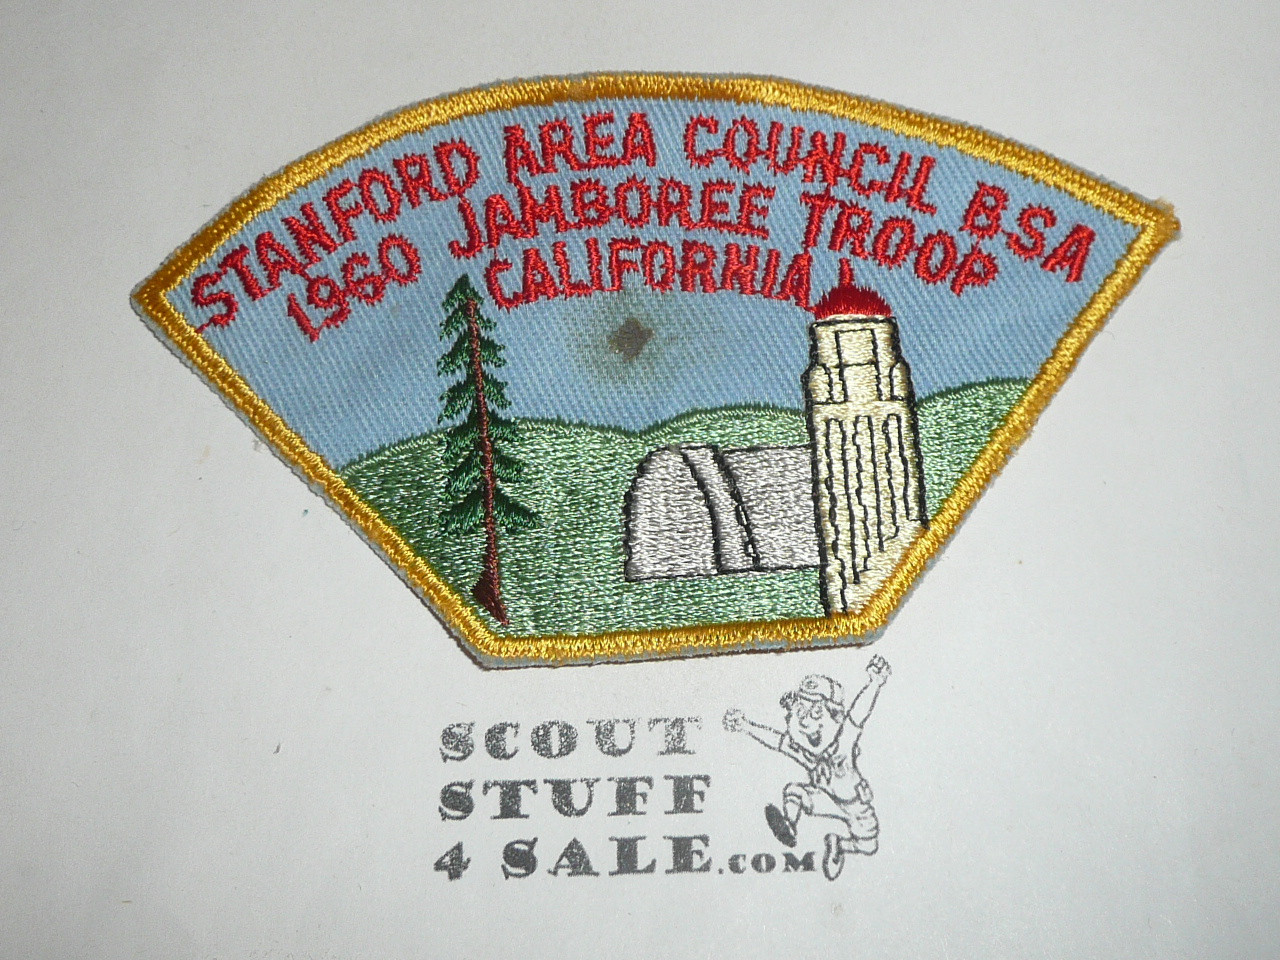 STANFORD AREA COUNCIL BSA
1960 JAMBOREE TROOP
CALIFORNIA
SCOUT
STUFF
4 SALE.COM